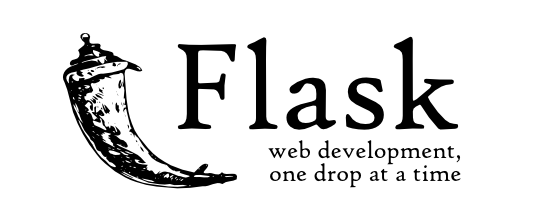 Flask
web development,
one drop at a time